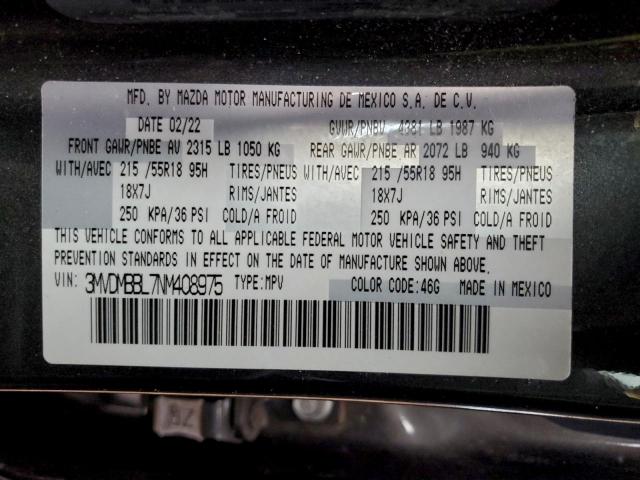 MFD. BY MAZDA MOTOR MANUFACTURING DE MEXICO S.A. DE C.V.
DATE 02/22 GVWR/PNBV 4381 LB 1987 KG
FRONT GAWR/PNBE AV 2315 LB 1050 KG REAR GAWR/PNBE AR 2072 LB 940 KG
WITH/AVEC 215 /55R18 95H TIRES/PNEUS WITH/AVEC 215 /55R18 95H TIRES/PNEUS
18X7J RIMS/JANTES 18X7J RIMS/JANTES
250 KPA/36 PSI COLD/A FROID 250 KPA/36 PSI COLD/A FROID
THIS VEHICLE CONFORMS TO ALL APPLICABLE FEDERAL MOTOR VEHICLE SAFETY AND THEFT
PREVENTION STANDARDS IN EFFECT ON THE DATE OF MANUFACTURE SHOWN ABOVE.
VIN: 3MVDMBBL7NM408975 TYPE:MPV COLOR CODE:46G MADE IN MEXICO